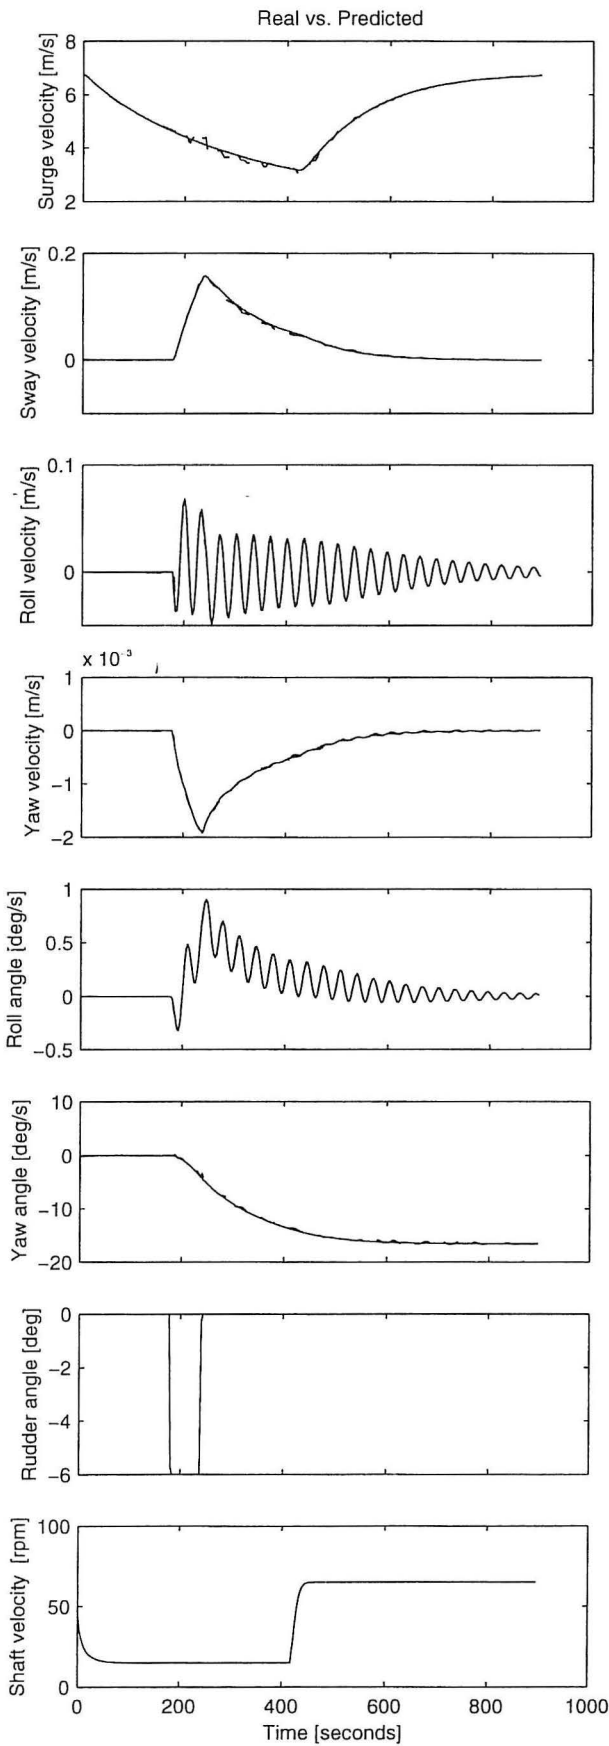 Real vs. Predicted
8
6
4
2
Surge velocity [m/s]
0.2
0
Sway velocity [m/s]
0.1
0
Roll velocity [m/s]
x 10⁻³
1
0
−1
−2
Yaw velocity [m/s]
1
0.5
0
−0.5
Roll angle [deg/s]
10
0
−10
−20
Yaw angle [deg/s]
0
−2
−4
−6
Rudder angle [deg]
100
50
0
Shaft velocity [rpm]
0 200 400 600 800 1000
Time [seconds]